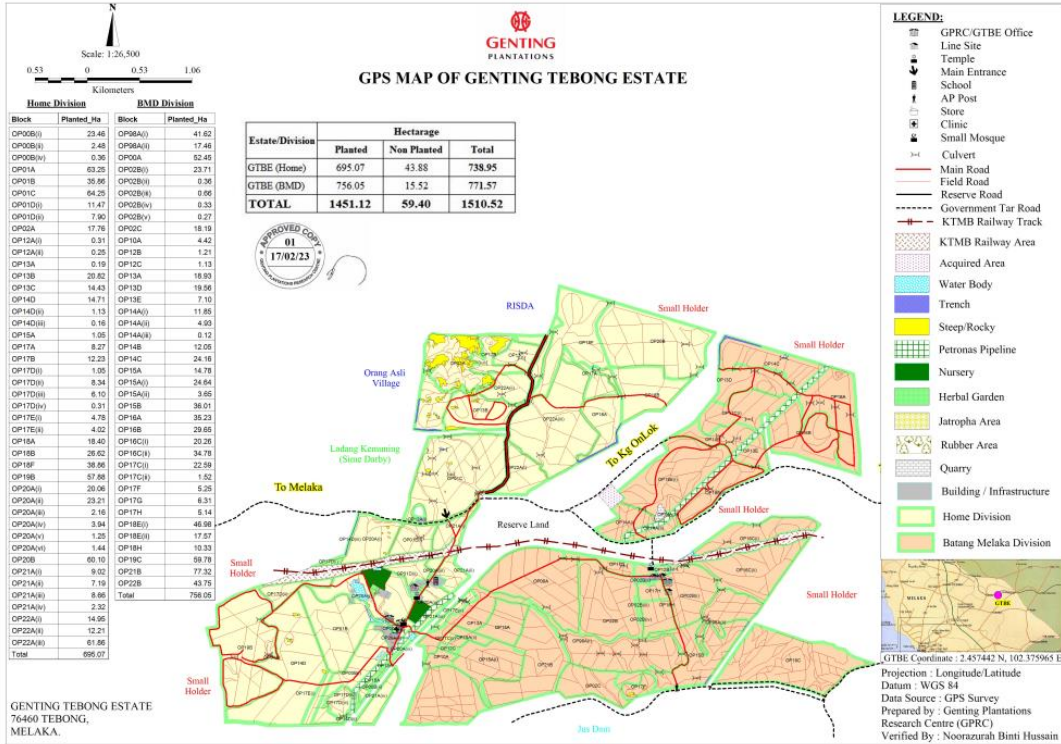 N
Scale: 1:26,500
0.53 0 0.53 1.06
Kilometers
GENTING
PLANTATIONS
GPS MAP OF GENTING TEBONG ESTATE
Home Division BMD Division
Block Planted_Ha Block Planted_Ha
OP00B(i) 23.46 OP98A(i) 41.62
OP00B(ii) 2.48 OP98A(ii) 17.46
OP00B(iv) 0.36 OP00A 52.45
OP01A 63.25 OP02B(i) 23.71
OP01B 35.86 OP02B(ii) 0.36
OP01C 64.25 OP02B(iii) 0.66
OP01D(i) 11.47 OP02B(iv) 0.33
OP01D(ii) 7.90 OP02B(v) 0.27
OP02A 17.76 OP02C 18.19
OP12A(i) 0.31 OP10A 4.42
OP12A(ii) 0.25 OP12B 1.21
OP13A 0.19 OP12C 1.13
OP13B 20.82 OP13A 18.93
OP13C 14.43 OP13D 19.56
OP14D 14.71 OP13E 7.10
OP14D(ii) 1.13 OP14A(i) 11.85
OP14D(iii) 0.16 OP14A(ii) 4.93
OP15A 1.05 OP14A(iii) 0.12
OP17A 8.27 OP14B 12.05
OP17B 12.23 OP14C 24.16
OP17D(i) 1.05 OP15A 14.78
OP17D(ii) 8.34 OP15A(i) 24.64
OP17D(iii) 6.10 OP15A(ii) 3.65
OP17D(iv) 0.31 OP15B 36.01
OP17E(i) 4.78 OP16A 35.23
OP17E(ii) 4.02 OP16B 29.65
OP18A 18.40 OP16C(i) 20.26
OP18B 26.62 OP16C(ii) 34.78
OP18F 38.86 OP17C(i) 22.59
OP19B 57.88 OP17C(ii) 1.52
OP20A(i) 20.06 OP17F 5.25
OP20A(ii) 23.21 OP17G 6.31
OP20A(iii) 2.16 OP17H 5.14
OP20A(iv) 3.94 OP18E(i) 46.98
OP20A(v) 1.25 OP18E(ii) 17.57
OP20A(vi) 1.44 OP18H 10.33
OP20B 60.10 OP19C 59.78
OP21A(i) 9.02 OP21B 77.32
OP21A(ii) 7.19 OP22B 43.75
OP21A(iii) 8.66 Total 756.05
OP21A(iv) 2.32
OP22A(i) 14.95
OP22A(ii) 12.21
OP22A(iii) 61.86
Total 695.07
Estate/Division Hectarage
Planted Non Planted Total
GTBE (Home) 695.07 43.88 738.95
GTBE (BMD) 756.05 15.52 771.57
TOTAL 1451.12 59.40 1510.52
APPROVED COPY
01
17/02/23
GENTING PLANTATIONS RESEARCH CENTRE
RISDA
Small Holder
Small Holder
Orang Asli
Village
Ladang Kemuning
(Sime Darby)
To Kg OnLok
To Melaka
Reserve Land
Small Holder
Small
Holder
Small Holder
Small
Holder
Jus Dusun
LEGEND:
GPRC/GTBE Office
Line Site
Temple
Main Entrance
School
AP Post
Store
Clinic
Small Mosque
Culvert
Main Road
Field Road
Reserve Road
Government Tar Road
KTMB Railway Track
KTMB Railway Area
Acquired Area
Water Body
Trench
Steep/Rocky
Petronas Pipeline
Nursery
Herbal Garden
Jatropha Area
Rubber Area
Quarry
Building / Infrastructure
Home Division
Batang Melaka Division
MELAKA
GTBE
GTBE Coordinate : 2.457442 N, 102.375965 E
Projection : Longitude/Latitude
Datum : WGS 84
Data Source : GPS Survey
Prepared by : Genting Plantations
Research Centre (GPRC)
Verified By : Noorazurah Binti Hussain
GENTING TEBONG ESTATE
76460 TEBONG,
MELAKA.